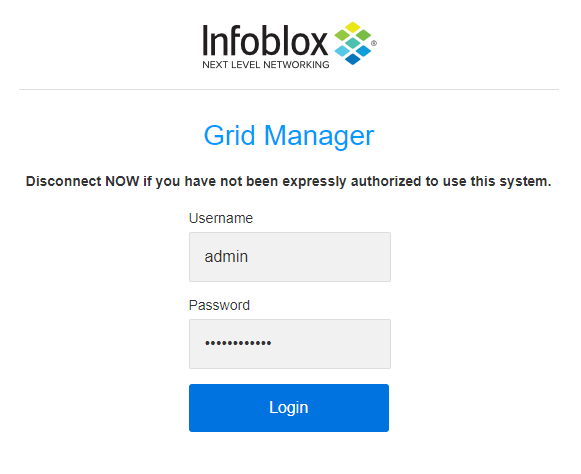 Infoblox®
NEXT LEVEL NETWORKING
Grid Manager
Disconnect NOW if you have not been expressly authorized to use this system.
Username
admin
Password
••••••••••••
Login